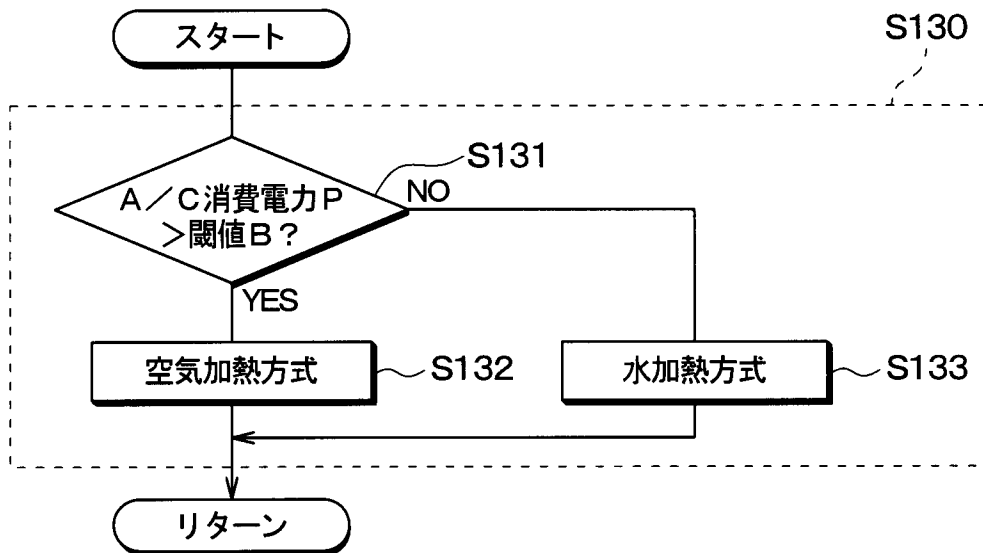 スタート
S130
S131
A／C消費電力P
＞閾値B？
NO
YES
空気加熱方式
S132
水加熱方式
S133
リターン